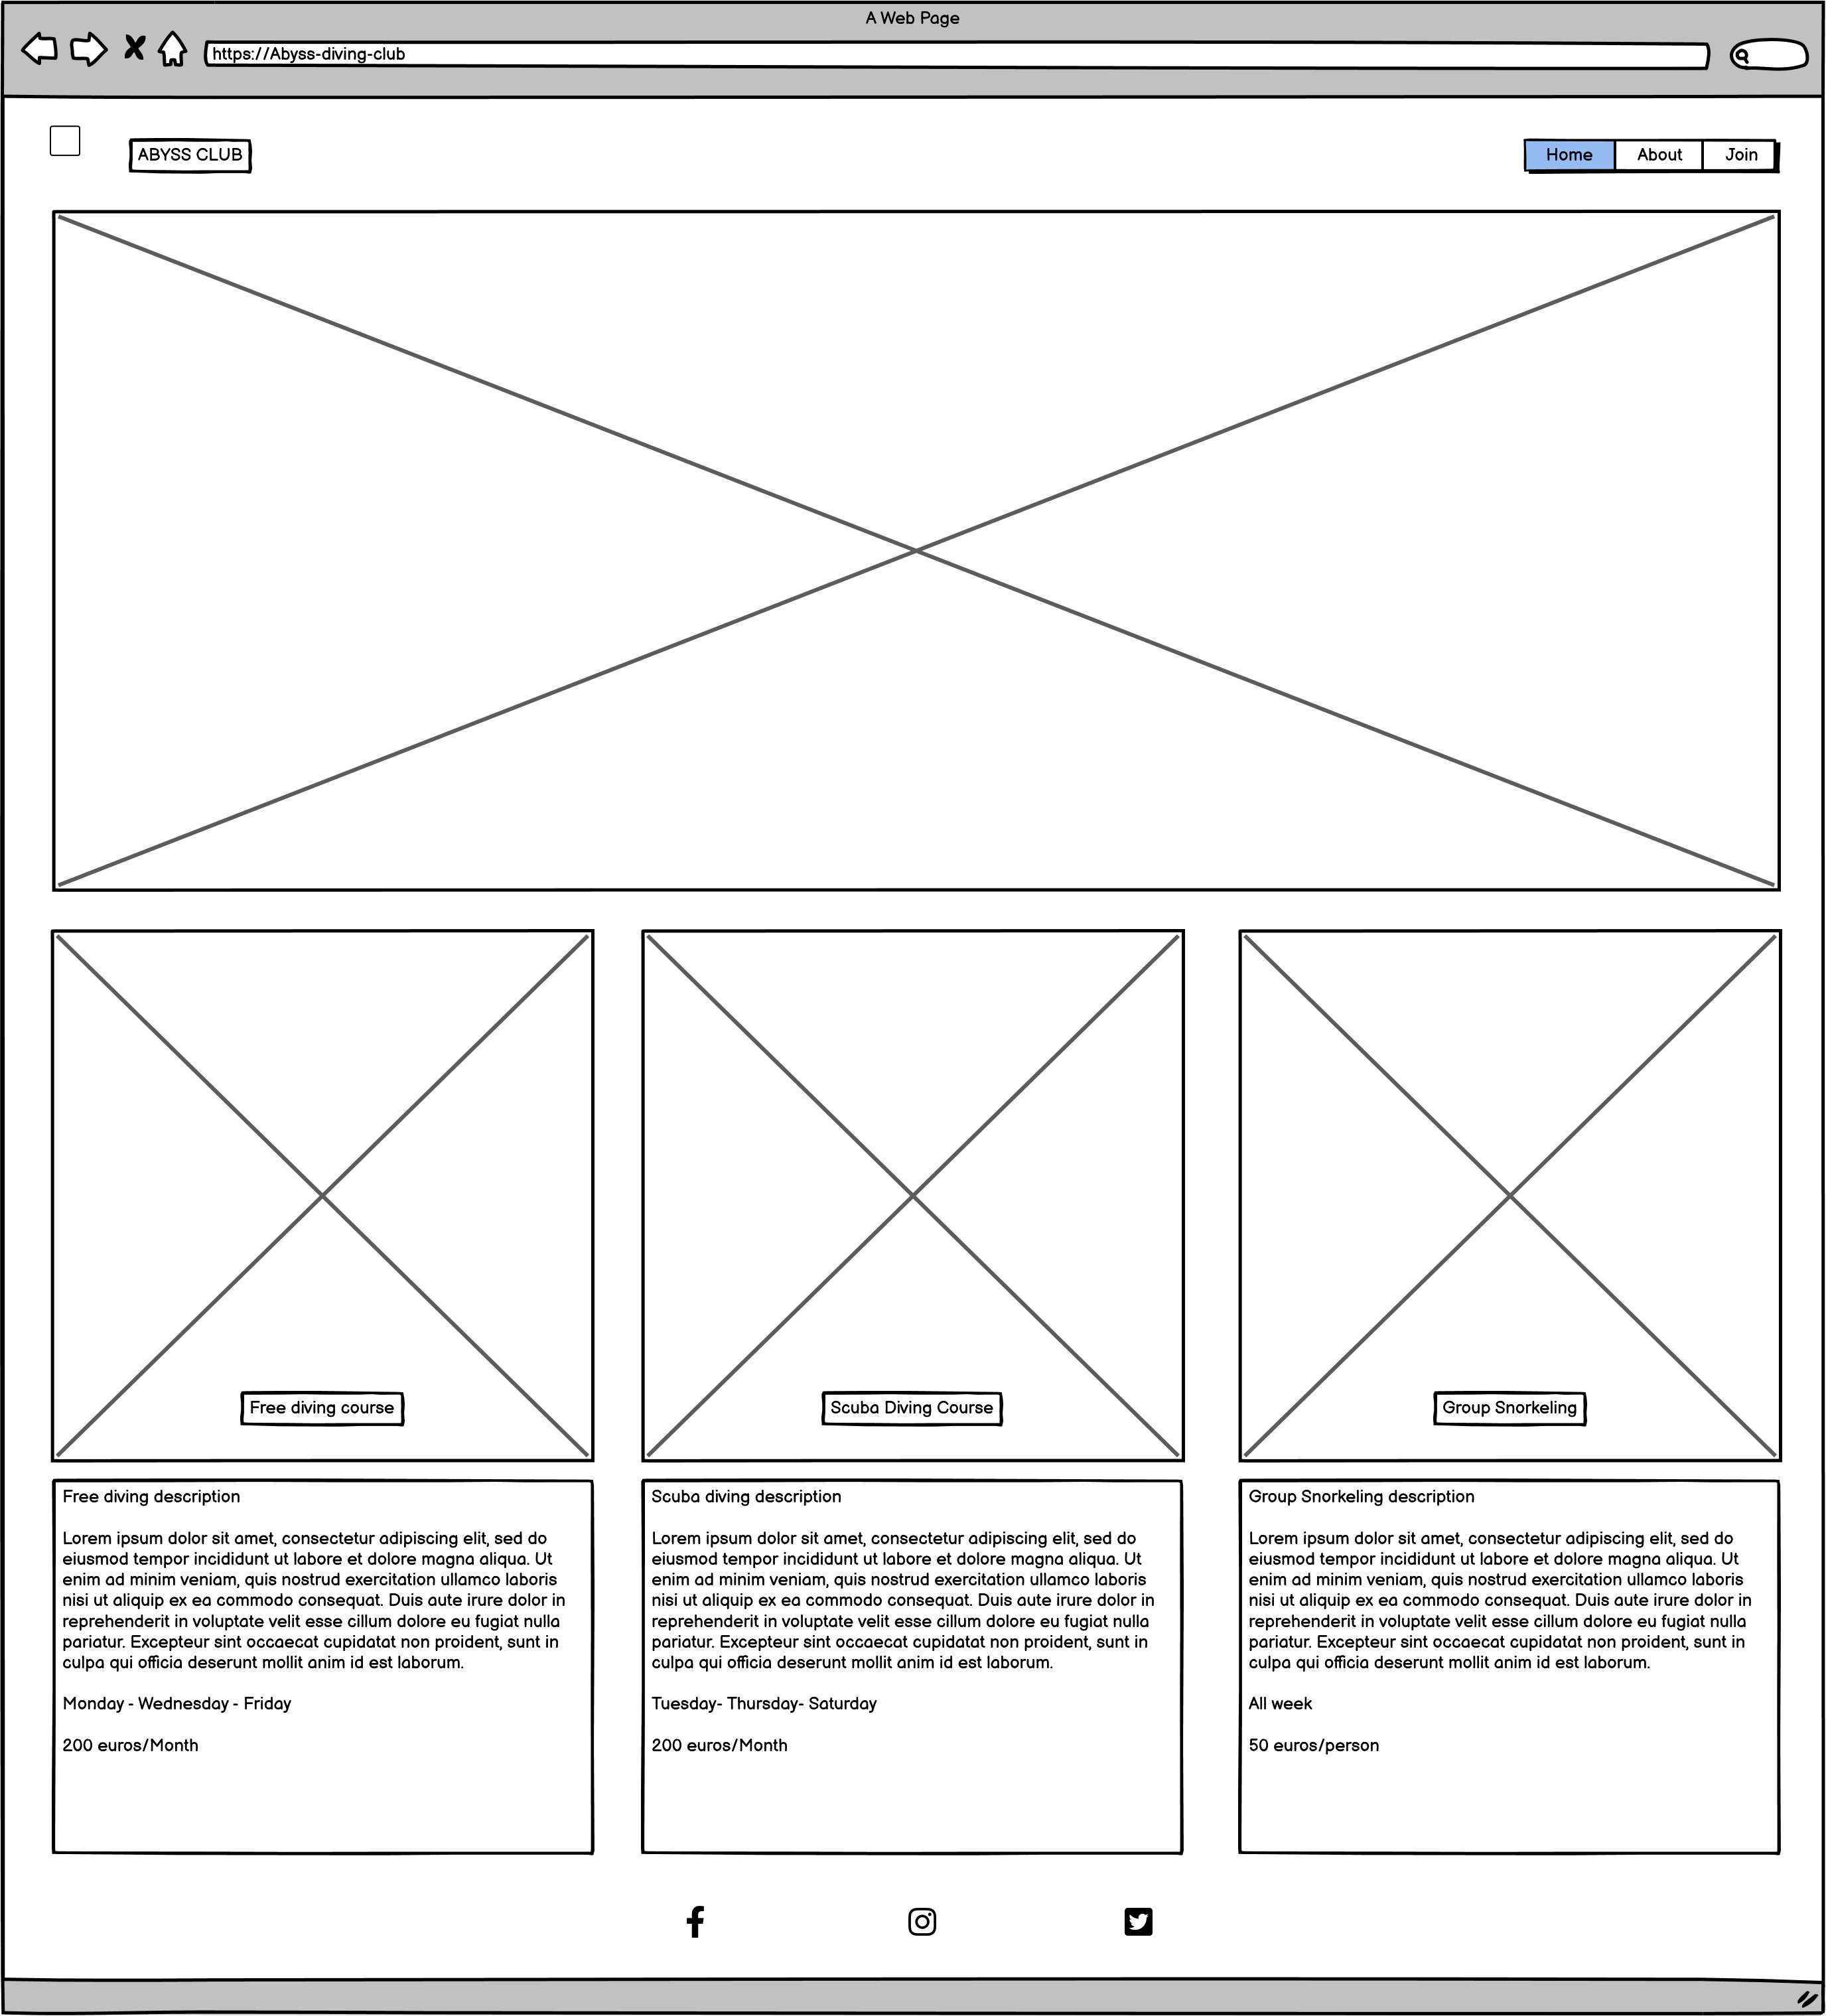 A Web Page
https://Abyss-diving-club
ABYSS CLUB
Home About Join
Free diving course
Scuba Diving Course
Group Snorkeling
Free diving description
Lorem ipsum dolor sit amet, consectetur adipiscing elit, sed do
eiusmod tempor incididunt ut labore et dolore magna aliqua. Ut
enim ad minim veniam, quis nostrud exercitation ullamco laboris
nisi ut aliquip ex ea commodo consequat. Duis aute irure dolor in
reprehenderit in voluptate velit esse cillum dolore eu fugiat nulla
pariatur. Excepteur sint occaecat cupidatat non proident, sunt in
culpa qui officia deserunt mollit anim id est laborum.
Monday - Wednesday - Friday
200 euros/Month
Scuba diving description
Lorem ipsum dolor sit amet, consectetur adipiscing elit, sed do
eiusmod tempor incididunt ut labore et dolore magna aliqua. Ut
enim ad minim veniam, quis nostrud exercitation ullamco laboris
nisi ut aliquip ex ea commodo consequat. Duis aute irure dolor in
reprehenderit in voluptate velit esse cillum dolore eu fugiat nulla
pariatur. Excepteur sint occaecat cupidatat non proident, sunt in
culpa qui officia deserunt mollit anim id est laborum.
Tuesday- Thursday- Saturday
200 euros/Month
Group Snorkeling description
Lorem ipsum dolor sit amet, consectetur adipiscing elit, sed do
eiusmod tempor incididunt ut labore et dolore magna aliqua. Ut
enim ad minim veniam, quis nostrud exercitation ullamco laboris
nisi ut aliquip ex ea commodo consequat. Duis aute irure dolor in
reprehenderit in voluptate velit esse cillum dolore eu fugiat nulla
pariatur. Excepteur sint occaecat cupidatat non proident, sunt in
culpa qui officia deserunt mollit anim id est laborum.
All week
50 euros/person